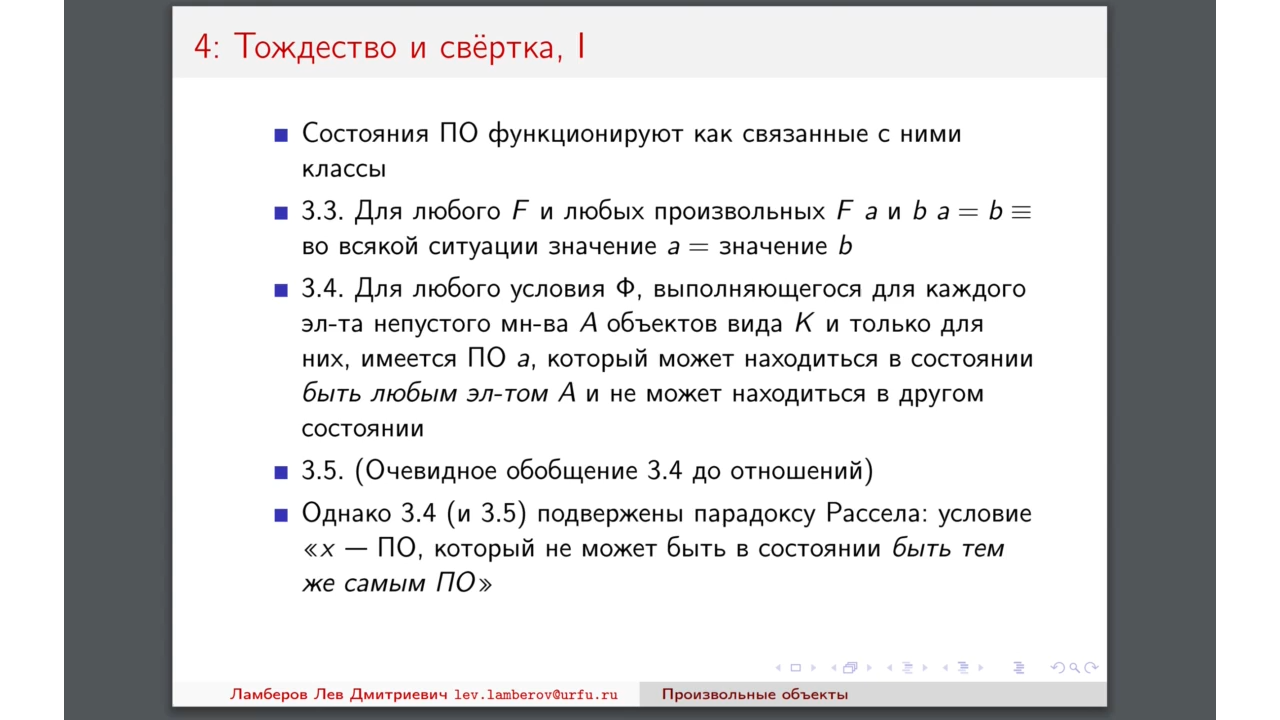 4: Тождество и свёртка, I
Состояния ПО функционируют как связанные с ними
классы
3.3. Для любого F и любых произвольных F a и b a = b ≡
во всякой ситуации значение a = значение b
3.4. Для любого условия Φ, выполняющегося для каждого
эл-та непустого мн-ва A объектов вида K и только для
них, имеется ПО a, который может находиться в состоянии
быть любым эл-том A и не может находиться в другом
состоянии
3.5. (Очевидное обобщение 3.4 до отношений)
Однако 3.4 (и 3.5) подвержены парадоксу Рассела: условие
«x — ПО, который не может быть в состоянии быть тем
же самым ПО»
Ламберов Лев Дмитриевич lev.lamberov@urfu.ru
Произвольные объекты